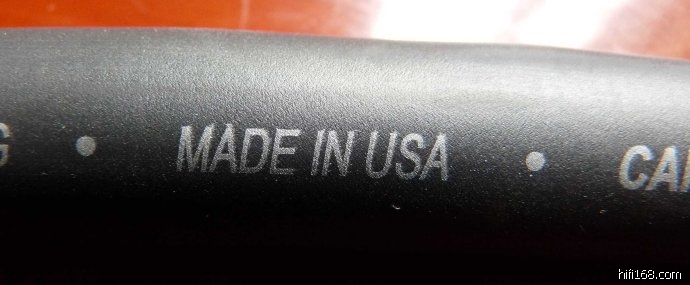 • MADE IN USA •
hifi168.com